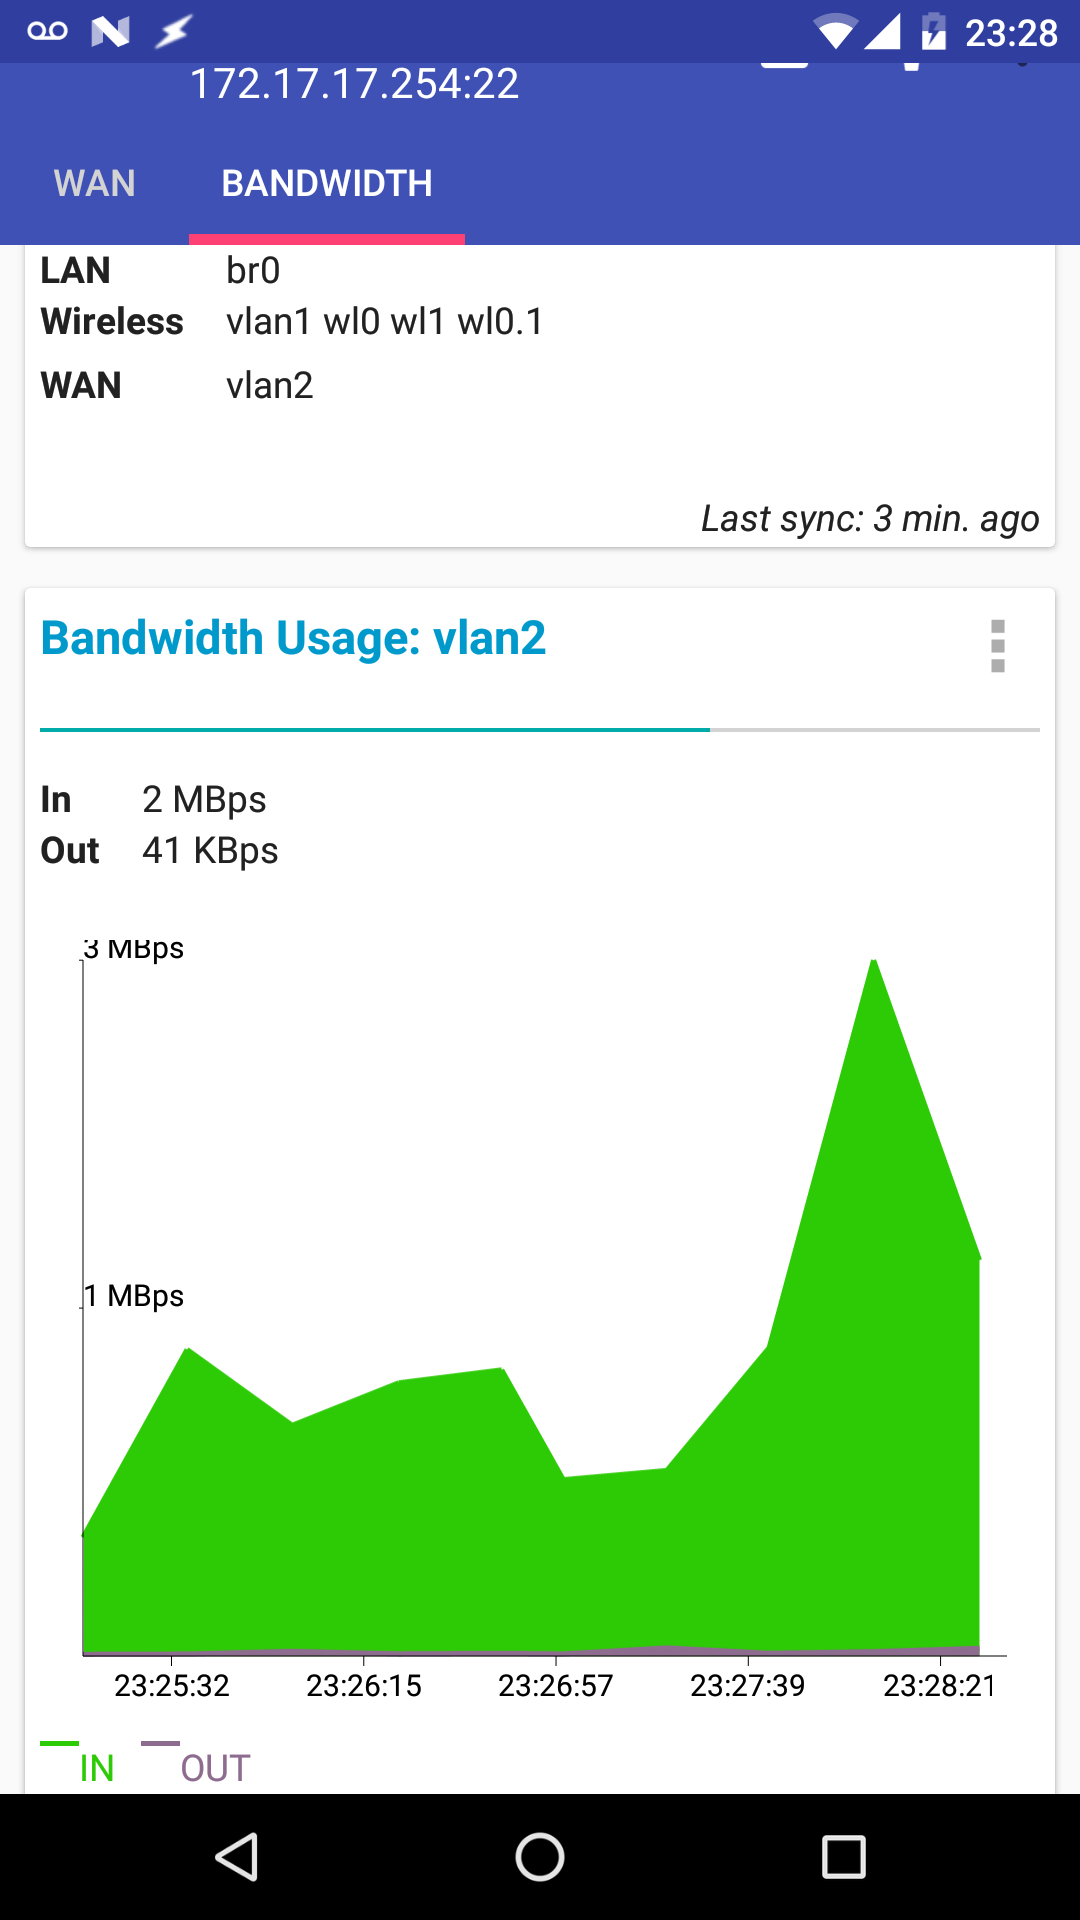 23:28
172.17.17.254:22
WAN BANDWIDTH
LAN br0
Wireless vlan1 wl0 wl1 wl0.1
WAN vlan2
Last sync: 3 min. ago
Bandwidth Usage: vlan2
In 2 MBps
Out 41 KBps
3 MBps
1 MBps
23:25:32 23:26:15 23:26:57 23:27:39 23:28:21
IN OUT